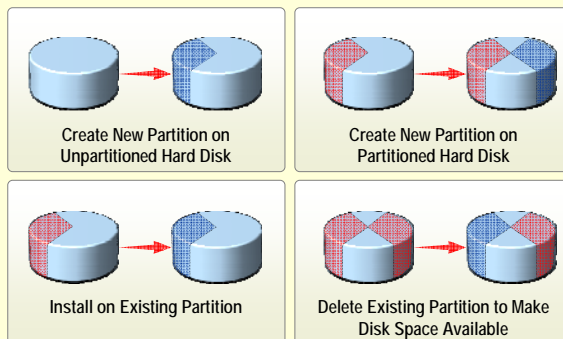 Create New Partition on
Unpartitioned Hard Disk
Create New Partition on
Partitioned Hard Disk
Install on Existing Partition
Delete Existing Partition to Make
Disk Space Available